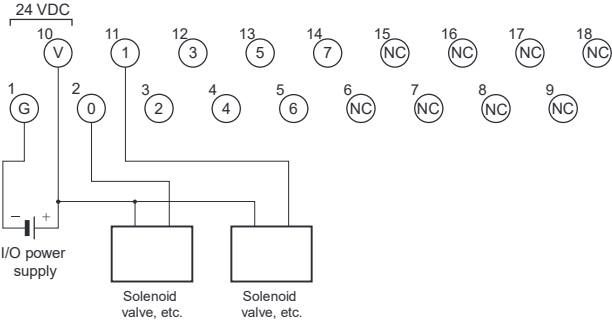 24 VDC
10 11 12 13 14 15 16 17 18
V 1 3 5 7 NC NC NC NC
1 2 3 4 5 6 7 8 9
G 0 2 4 6 NC NC NC NC
− +
I/O power
supply
Solenoid
valve, etc.
Solenoid
valve, etc.